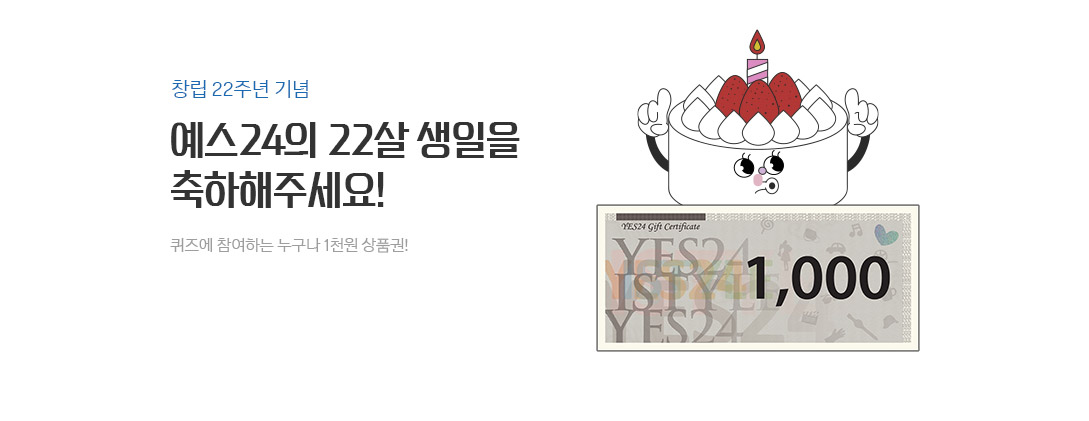 창립 22주년 기념
예스24의 22살 생일을
축하해주세요!
퀴즈에 참여하는 누구나 1천원 상품권!
YES24 Gift Certificate
YES24
ISTYLE
YES24
1,000